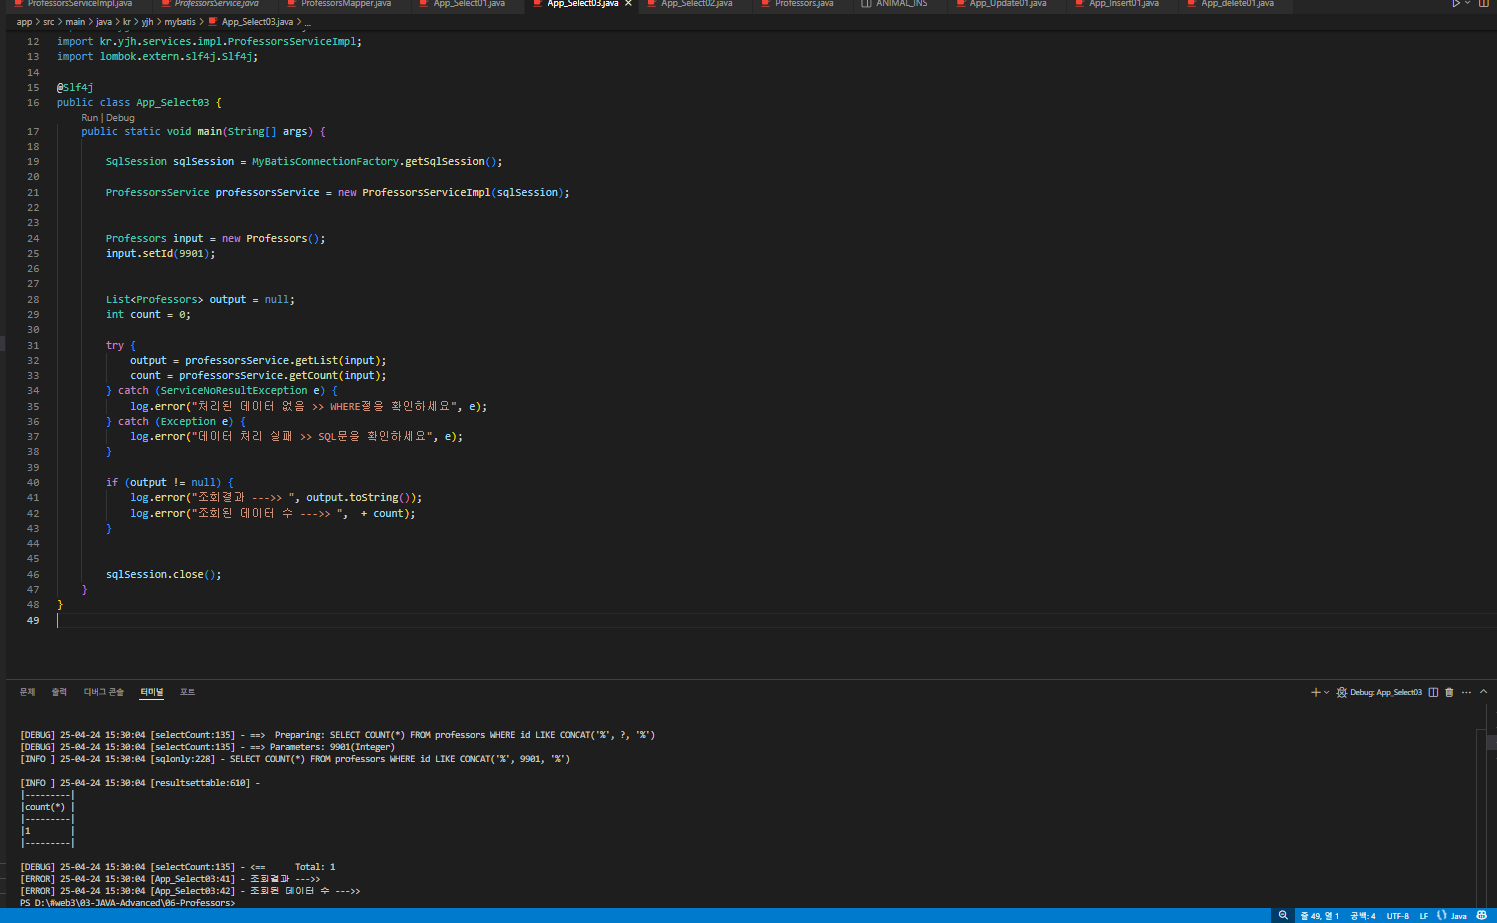 ProfessorsServiceImpl.java ProfessorsService.java ProfessorsMapper.java App_Select01.java App_Select03.java App_Select02.java Professors.java ANIMAL_INS App_Update01.java App_Insert01.java App_delete01.java
app > src > main > java > kr > yjh > mybatis > App_Select03.java > ...
12 import kr.yjh.services.impl.ProfessorsServiceImpl;
13 import lombok.extern.slf4j.Slf4j;
14
15 @Slf4j
16 public class App_Select03 {
Run | Debug
17 public static void main(String[] args) {
18
19 SqlSession sqlSession = MyBatisConnectionFactory.getSqlSession();
20
21 ProfessorsService professorsService = new ProfessorsServiceImpl(sqlSession);
22
23
24 Professors input = new Professors();
25 input.setId(9901);
26
27
28 List<Professors> output = null;
29 int count = 0;
30
31 try {
32 output = professorsService.getList(input);
33 count = professorsService.getCount(input);
34 } catch (ServiceNoResultException e) {
35 log.error("처리된 데이터 없음 >> WHERE절을 확인하세요", e);
36 } catch (Exception e) {
37 log.error("데이터 처리 실패 >> SQL문을 확인하세요", e);
38 }
39
40 if (output != null) {
41 log.error("조회결과 --->> ", output.toString());
42 log.error("조회된 데이터 수 --->> ", + count);
43 }
44
45
46 sqlSession.close();
47 }
48 }
49
문제 출력 디버그 콘솔 터미널 포트 Debug: App_Select03
[DEBUG] 25-04-24 15:30:04 [selectCount:135] - ==>  Preparing: SELECT COUNT(*) FROM professors WHERE id LIKE CONCAT('%', ?, '%')
[DEBUG] 25-04-24 15:30:04 [selectCount:135] - ==> Parameters: 9901(Integer)
[INFO ] 25-04-24 15:30:04 [sqlonly:228] - SELECT COUNT(*) FROM professors WHERE id LIKE CONCAT('%', 9901, '%')
[INFO ] 25-04-24 15:30:04 [resultsettable:610] -
|---------|
|count(*) |
|---------|
|1        |
|---------|
[DEBUG] 25-04-24 15:30:04 [selectCount:135] - <==      Total: 1
[ERROR] 25-04-24 15:30:04 [App_Select03:41] - 조회결과 --->>
[ERROR] 25-04-24 15:30:04 [App_Select03:42] - 조회된 데이터 수 --->>
PS D:\#web3\03-JAVA-Advanced\06-Professors>
줄 49, 열 1 공백: 4 UTF-8 LF {} Java